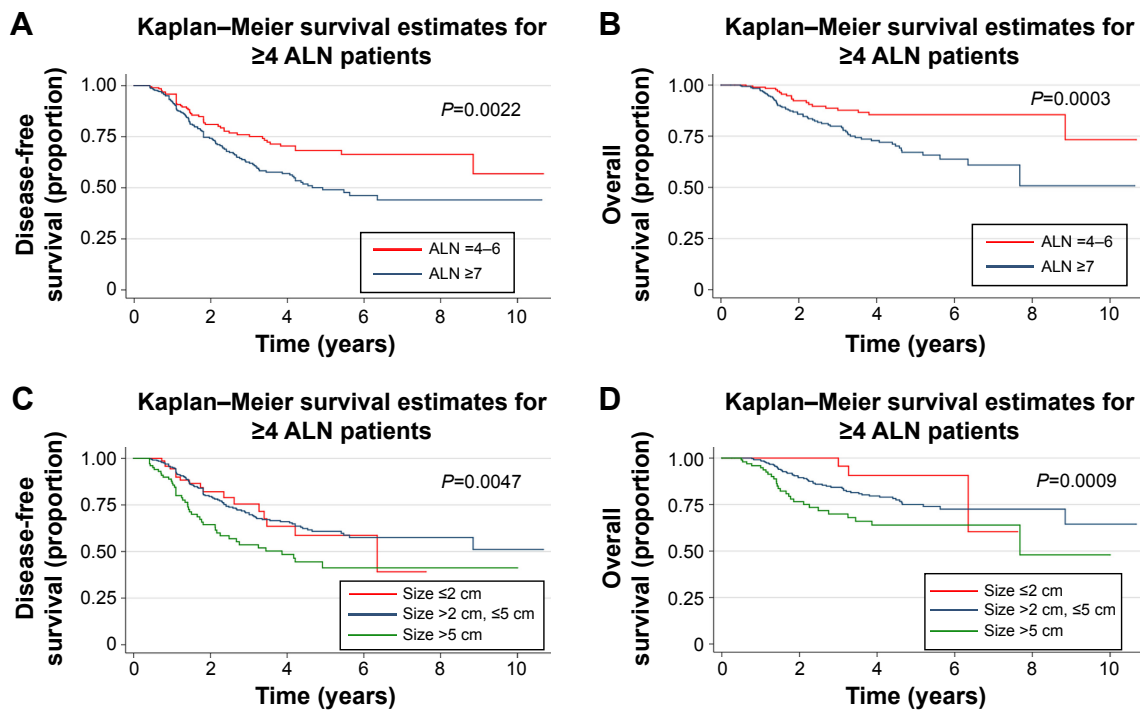 A
Kaplan–Meier survival estimates for
≥4 ALN patients
Disease-free
survival (proportion)
1.00
0.75
0.50
0.25
0
P=0.0022
ALN =4–6
ALN ≥7
0 2 4 6 8 10
Time (years)
B
Kaplan–Meier survival estimates for
≥4 ALN patients
Overall
survival (proportion)
1.00
0.75
0.50
0.25
0
P=0.0003
ALN =4–6
ALN ≥7
0 2 4 6 8 10
Time (years)
C
Kaplan–Meier survival estimates for
≥4 ALN patients
Disease-free
survival (proportion)
1.00
0.75
0.50
0.25
0
P=0.0047
Size ≤2 cm
Size >2 cm, ≤5 cm
Size >5 cm
0 2 4 6 8 10
Time (years)
D
Kaplan–Meier survival estimates for
≥4 ALN patients
Overall
survival (proportion)
1.00
0.75
0.50
0.25
0
P=0.0009
Size ≤2 cm
Size >2 cm, ≤5 cm
Size >5 cm
0 2 4 6 8 10
Time (years)